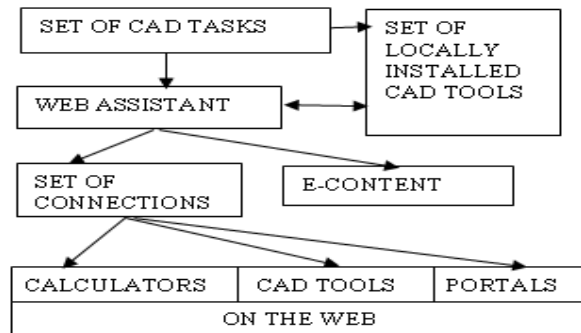 SET OF CAD TASKS
SET OF
LOCALLY
INSTALLED
CAD TOOLS
WEB ASSISTANT
SET OF
CONNECTIONS
E-CONTENT
CALCULATORS
CAD TOOLS
PORTALS
ON THE WEB